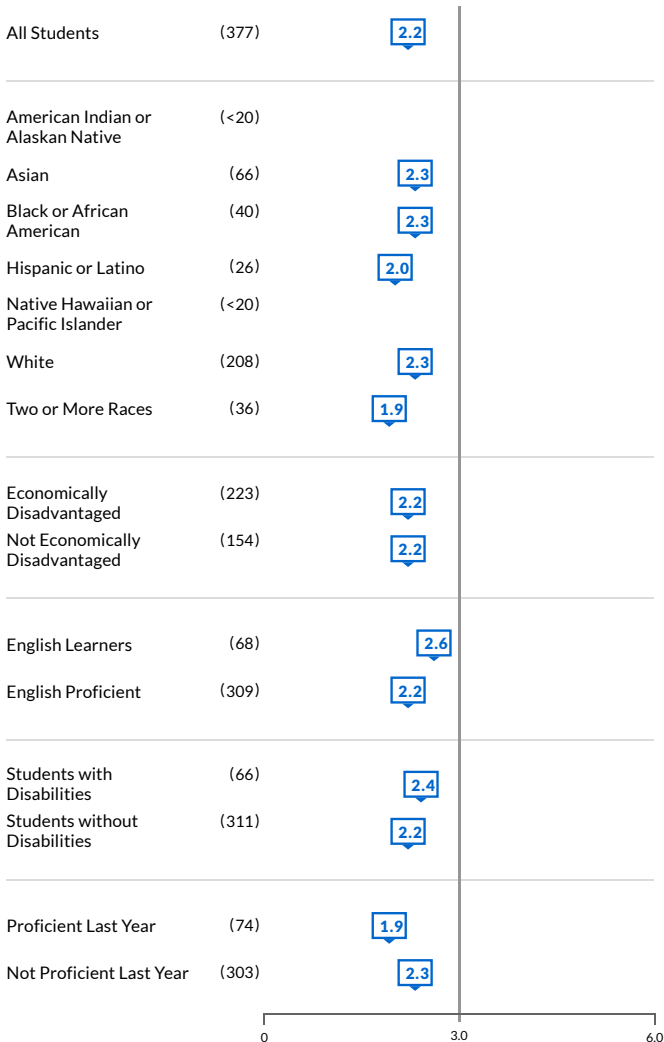 All Students (377) 2.2
American Indian or (<20)
Alaskan Native
Asian (66) 2.3
Black or African (40) 2.3
American
Hispanic or Latino (26) 2.0
Native Hawaiian or (<20)
Pacific Islander
White (208) 2.3
Two or More Races (36) 1.9
Economically (223) 2.2
Disadvantaged
Not Economically (154) 2.2
Disadvantaged
English Learners (68) 2.6
English Proficient (309) 2.2
Students with (66) 2.4
Disabilities
Students without (311) 2.2
Disabilities
Proficient Last Year (74) 1.9
Not Proficient Last Year (303) 2.3
0 3.0 6.0